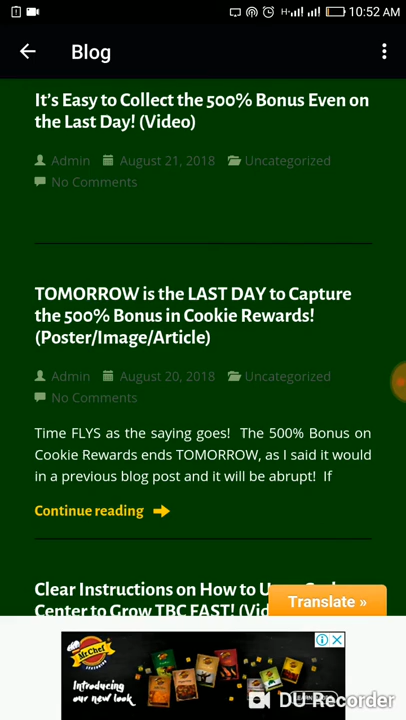 10:52 AM
Blog
It's Easy to Collect the 500% Bonus Even on
the Last Day! (Video)
Admin August 21, 2018 Uncategorized
No Comments
TOMORROW is the LAST DAY to Capture
the 500% Bonus in Cookie Rewards!
(Poster/Image/Article)
Admin August 20, 2018 Uncategorized
No Comments
Time FLYS as the saying goes! The 500% Bonus on
Cookie Rewards ends TOMORROW, as I said it would
in a previous blog post and it will be abrupt! If
Continue reading
Clear Instructions on How to
Translate »
Center to Grow TBC FAST!
Mr Chef
Introducing
our new look
DU Recorder